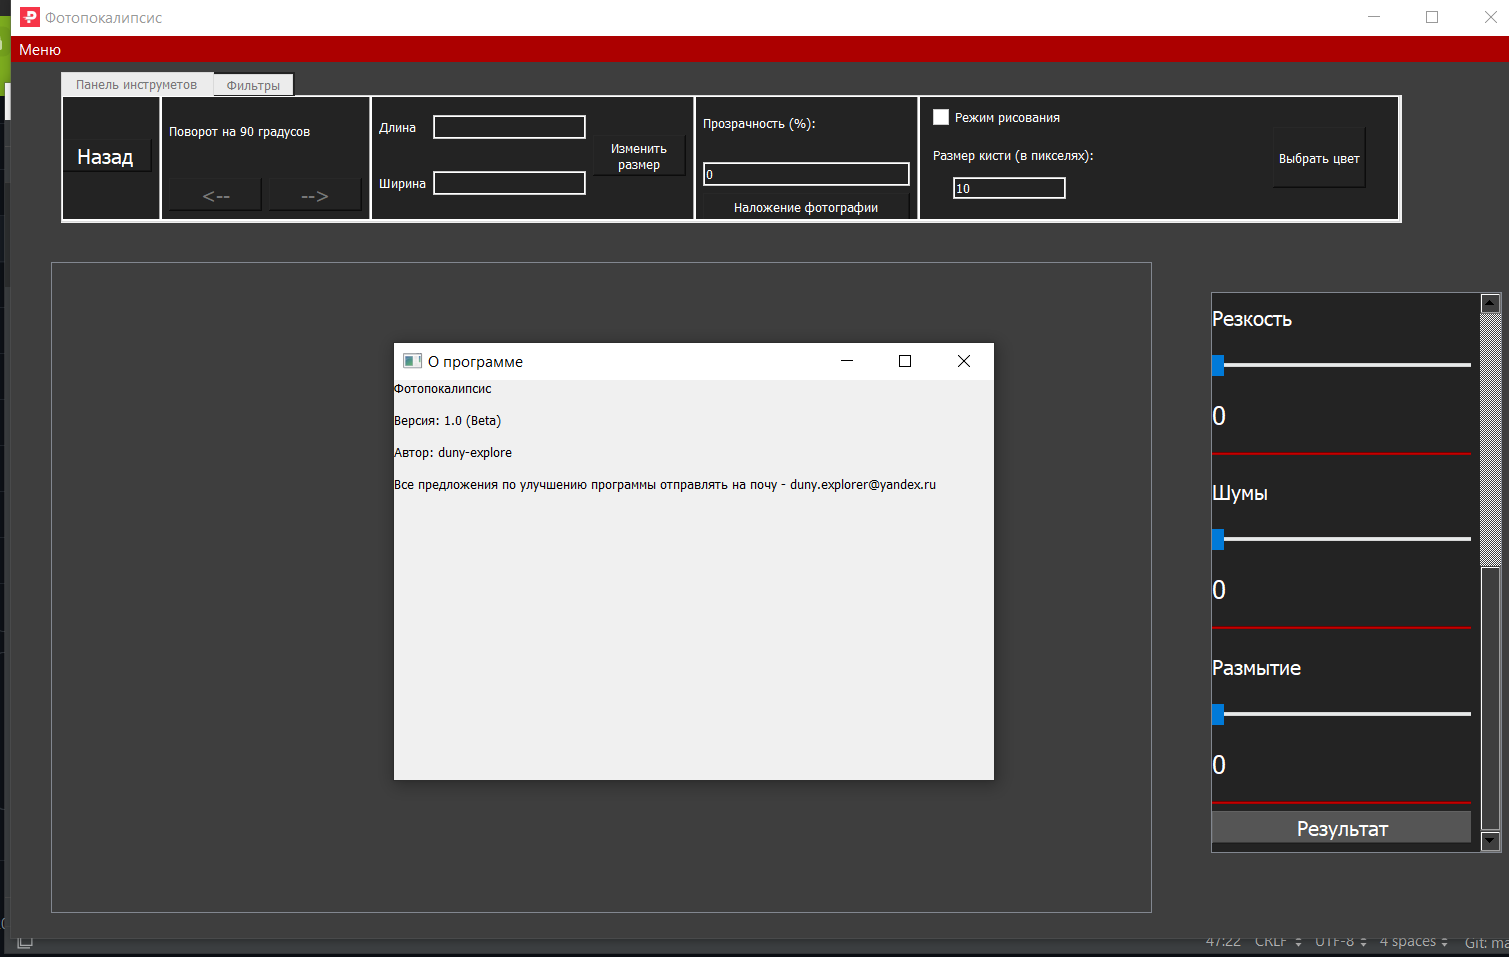 Фотопокалипсис
Меню
Панель инструметов
Фильтры
Назад
Поворот на 90 градусов
<--
-->
Длина
Ширина
Изменить
размер
Прозрачность (%):
0
Наложение фотографии
Режим рисования
Размер кисти (в пикселях):
10
Выбрать цвет
О программе
Фотопокалипсис
Версия: 1.0 (Beta)
Автор: duny-explore
Все предложения по улучшению программы отправлять на почу - duny.explorer@yandex.ru
Резкость
0
Шумы
0
Размытие
0
Результат
47:22 CRLF UTF-8 4 spaces Git: